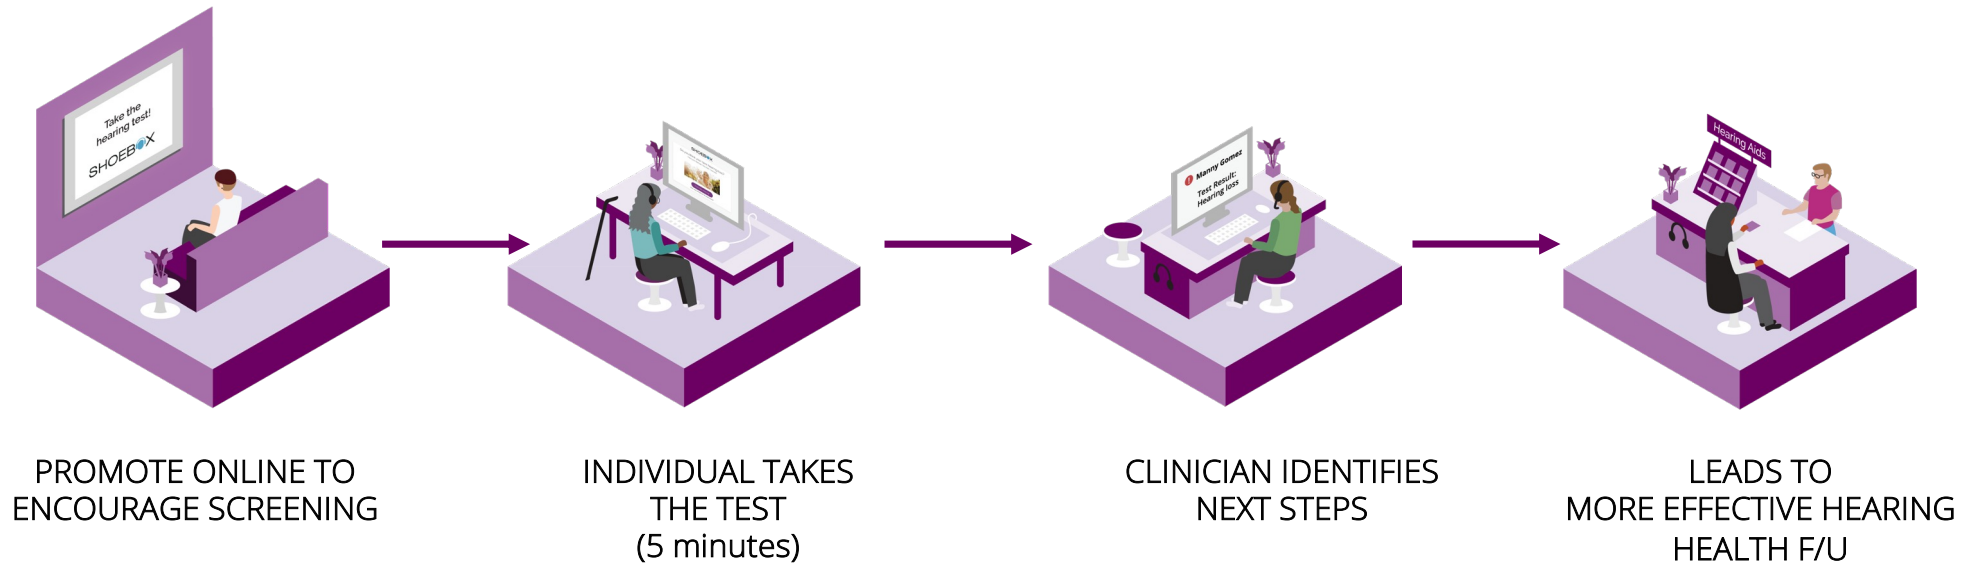 Take the
hearing test!
SHOEBOX
SHOEBOX
Manny Gomez
Test Result:
Hearing loss
Hearing Aids
PROMOTE ONLINE TO
ENCOURAGE SCREENING
INDIVIDUAL TAKES
THE TEST
(5 minutes)
CLINICIAN IDENTIFIES
NEXT STEPS
LEADS TO
MORE EFFECTIVE HEARING
HEALTH F/U